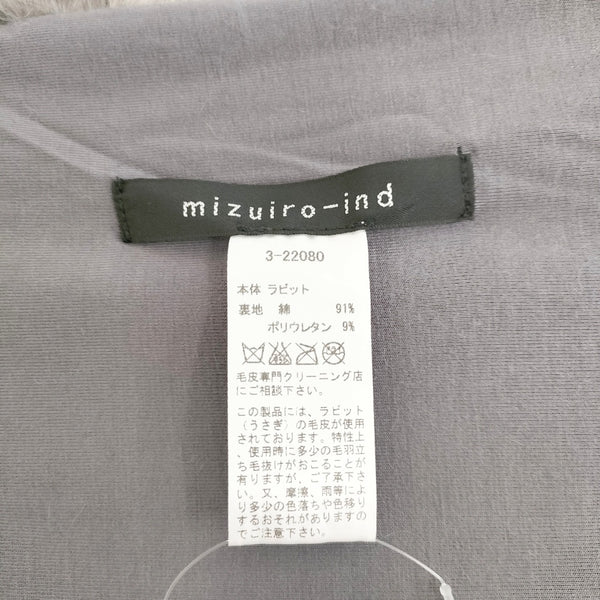 mizuiro-ind
3-22080
本体 ラビット
裏地 綿 91%
ポリウレタン 9%
毛皮専門クリーニング店
にご相談下さい。
この製品には、ラビット
(うさぎ)の毛皮が使用
されております。特性上
、使用時に多少の毛羽立
ち毛抜けがおこることが
有りますが、ご了承下さ
い。又、摩擦、雨等によ
り多少の色落ちや色移り
するおそれがありますの
でご注意下さい。